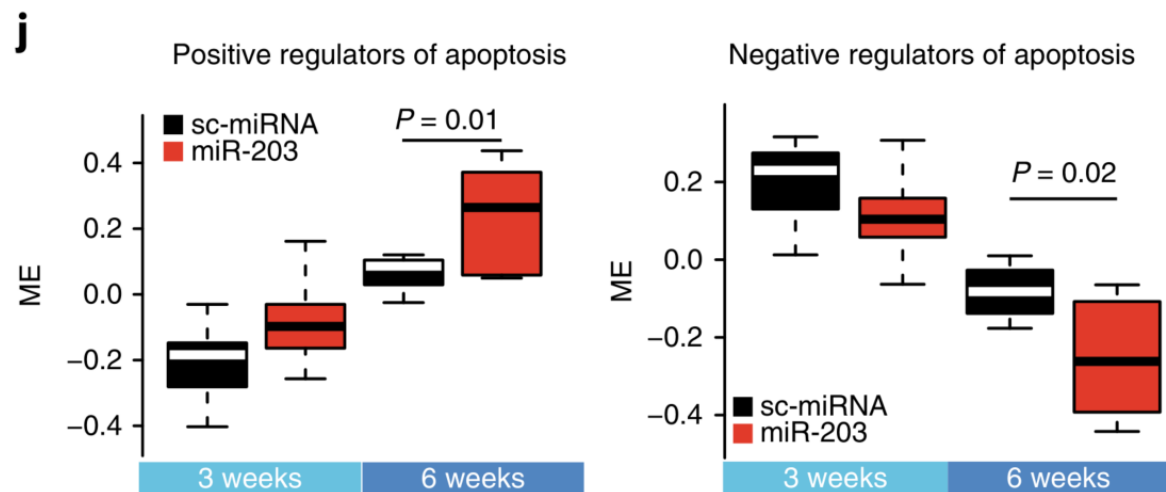 j
Positive regulators of apoptosis
sc-miRNA
miR-203
P = 0.01
ME
0.4
0.2
0.0
−0.2
−0.4
3 weeks
6 weeks
Negative regulators of apoptosis
P = 0.02
ME
0.2
0.0
−0.2
−0.4
sc-miRNA
miR-203
3 weeks
6 weeks